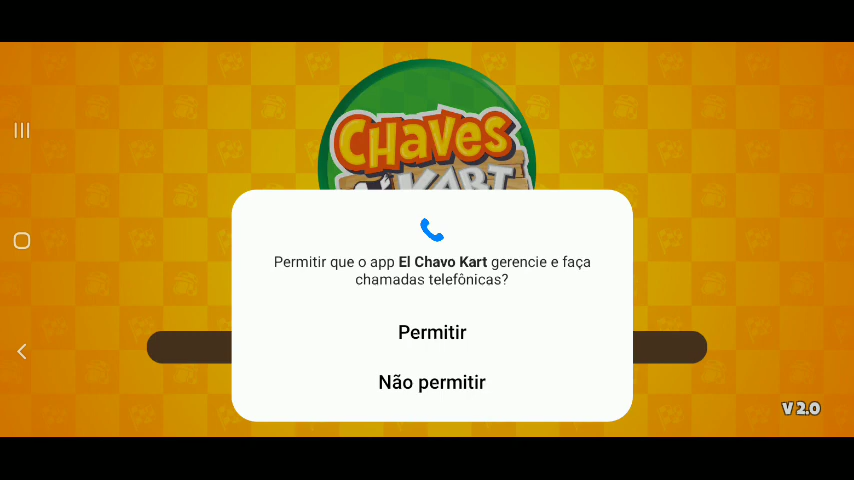 Chaves
KART
Permitir que o app El Chavo Kart gerencie e faça
chamadas telefônicas?
Permitir
Não permitir
V 2.0